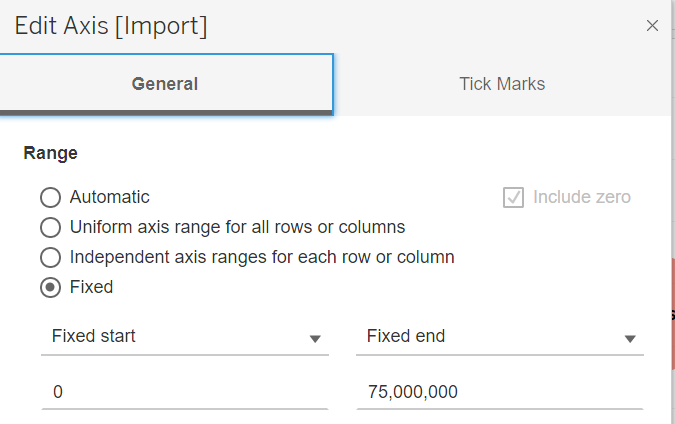 Edit Axis [Import]
General
Tick Marks
Range
Automatic
Include zero
Uniform axis range for all rows or columns
Independent axis ranges for each row or column
Fixed
Fixed start
Fixed end
0
75,000,000